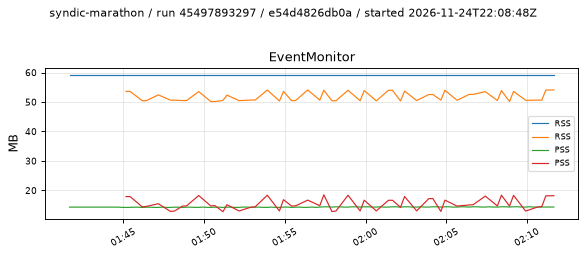 syndic-marathon / run 45497893297 / e54d4826db0a / started 2026-11-24T22:08:48Z
EventMonitor
MB
60
50
40
30
20
RSS
RSS
PSS
PSS
01:45
01:50
01:55
02:00
02:05
02:10